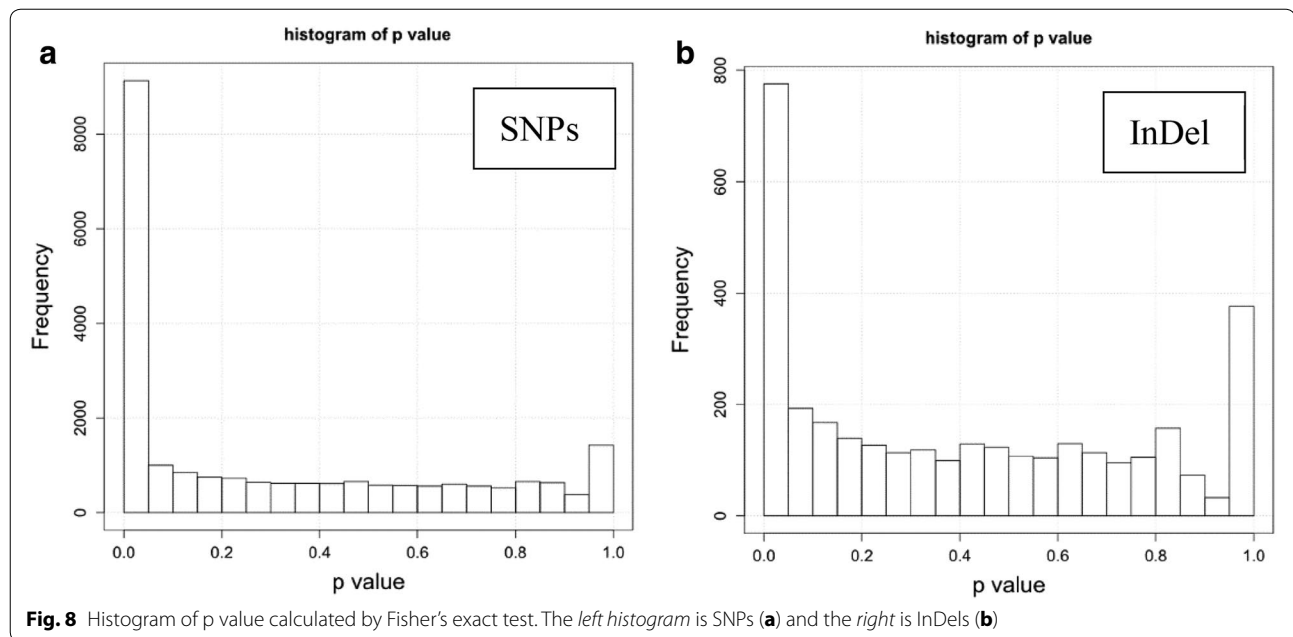 a
histogram of p value
SNPs
Frequency
8000
6000
4000
2000
0
0.0 0.2 0.4 0.6 0.8 1.0
p value
b
histogram of p value
InDel
Frequency
800
600
400
200
0
0.0 0.2 0.4 0.6 0.8 1.0
p value
Fig. 8 Histogram of p value calculated by Fisher's exact test. The left histogram is SNPs (a) and the right is InDels (b)